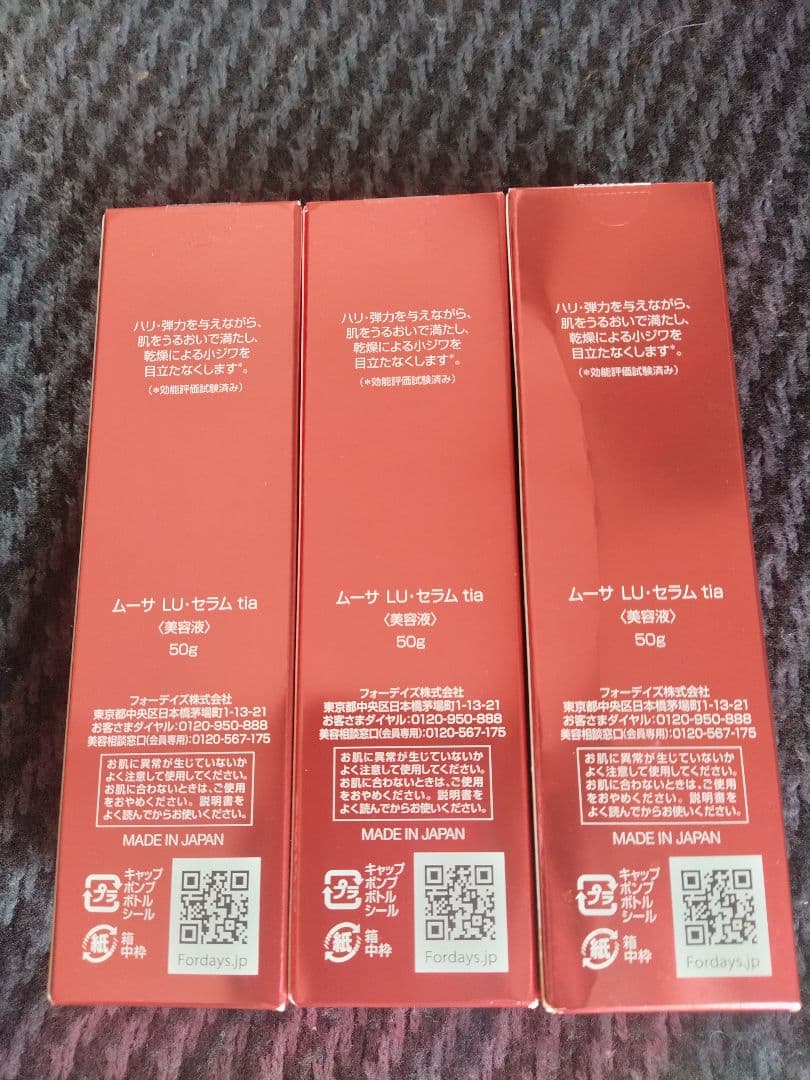 ハリ・弾力を与えながら、
肌をうるおいで満たし、
乾燥による小ジワを
目立たなくします*。
(*効能評価試験済み)
ムーサ LU・セラム tia
〈美容液〉
50g
フォーデイズ株式会社
東京都中央区日本橋茅場町1-13-21
お客さまダイヤル:0120-950-888
美容相談窓口(会員専用):0120-567-175
お肌に異常が生じていないか
よく注意して使用してください。
お肌に合わないときは、ご使用
をおやめください。説明書を
よく読んでからお使いください。
MADE IN JAPAN
プラ
キャップ
ポンプ
ボトル
シール
紙
箱
中枠
Fordays.jp
ハリ・弾力を与えながら、
肌をうるおいで満たし、
乾燥による小ジワを
目立たなくします*。
(*効能評価試験済み)
ムーサ LU・セラム tia
〈美容液〉
50g
フォーデイズ株式会社
東京都中央区日本橋茅場町1-13-21
お客さまダイヤル:0120-950-888
美容相談窓口(会員専用):0120-567-175
お肌に異常が生じていないか
よく注意して使用してください。
お肌に合わないときは、ご使用
をおやめください。説明書を
よく読んでからお使いください。
MADE IN JAPAN
プラ
キャップ
ポンプ
ボトル
シール
紙
箱
中枠
Fordays.jp
ハリ・弾力を与えながら、
肌をうるおいで満たし、
乾燥による小ジワを
目立たなくします*。
(*効能評価試験済み)
ムーサ LU・セラム tia
〈美容液〉
50g
フォーデイズ株式会社
東京都中央区日本橋茅場町1-13-21
お客さまダイヤル:0120-950-888
美容相談窓口(会員専用):0120-567-175
お肌に異常が生じていないか
よく注意して使用してください。
お肌に合わないときは、ご使用
をおやめください。説明書を
よく読んでからお使いください。
MADE IN JAPAN
プラ
キャップ
ポンプ
ボトル
シール
紙
箱
中枠
Fordays.jp